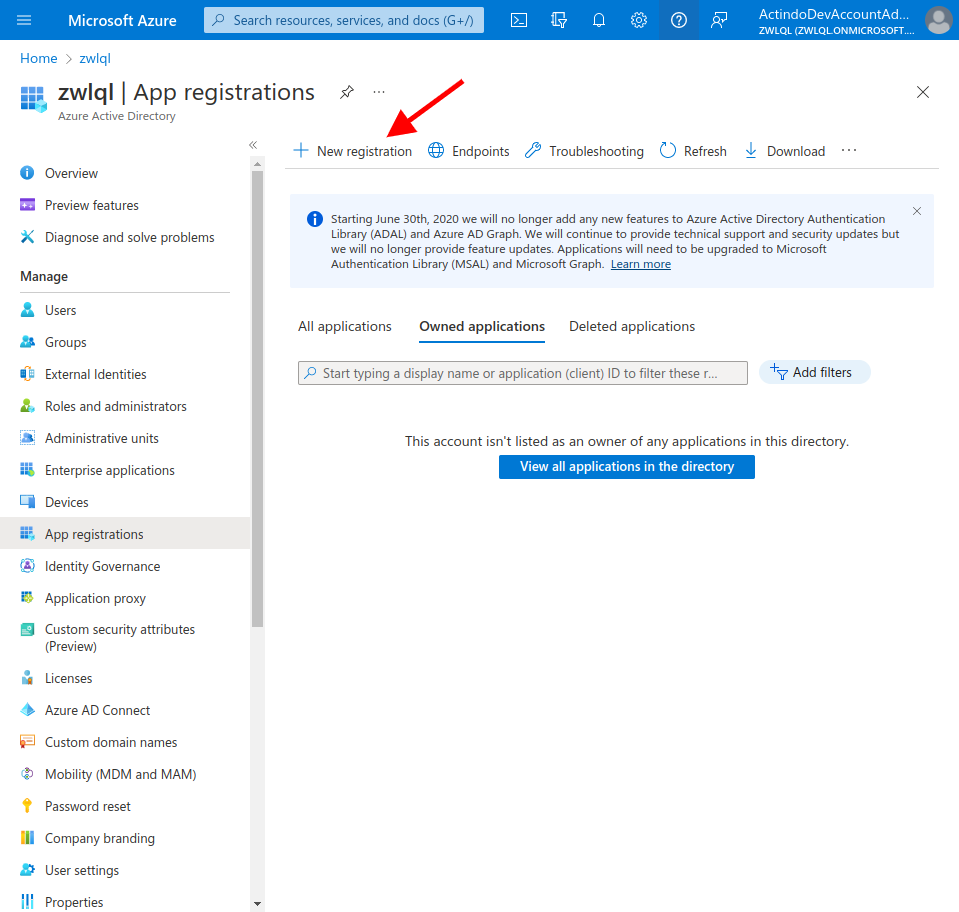 Microsoft Azure
Search resources, services, and docs (G+/)
ActindoDevAccountAd...
ZWLQL (ZWLQL.ONMICROSOFT....
Home > zwlql
zwlql | App registrations
Azure Active Directory
New registration
Endpoints
Troubleshooting
Refresh
Download
Overview
Preview features
Diagnose and solve problems
Manage
Users
Groups
External Identities
Roles and administrators
Administrative units
Enterprise applications
Devices
App registrations
Identity Governance
Application proxy
Custom security attributes
(Preview)
Licenses
Azure AD Connect
Custom domain names
Mobility (MDM and MAM)
Password reset
Company branding
User settings
Properties
Starting June 30th, 2020 we will no longer add any new features to Azure Active Directory Authentication
Library (ADAL) and Azure AD Graph. We will continue to provide technical support and security updates but
we will no longer provide feature updates. Applications will need to be upgraded to Microsoft
Authentication Library (MSAL) and Microsoft Graph. Learn more
All applications
Owned applications
Deleted applications
Start typing a display name or application (client) ID to filter these r...
Add filters
This account isn't listed as an owner of any applications in this directory.
View all applications in the directory